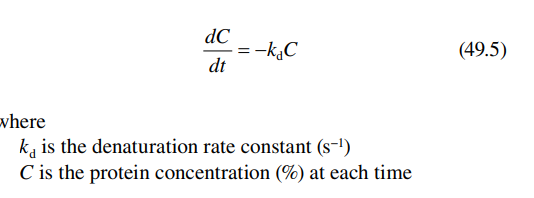 dC/dt = −k_dC (49.5)
where
k_d is the denaturation rate constant (s⁻¹)
C is the protein concentration (%) at each time